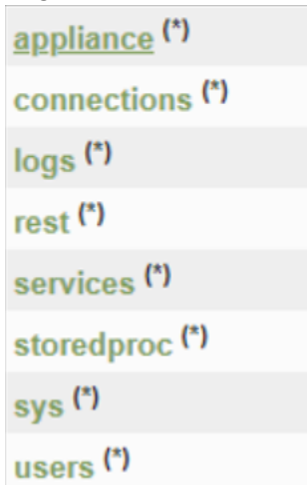 appliance (*)
connections (*)
logs (*)
rest (*)
services (*)
storedproc (*)
sys (*)
users (*)